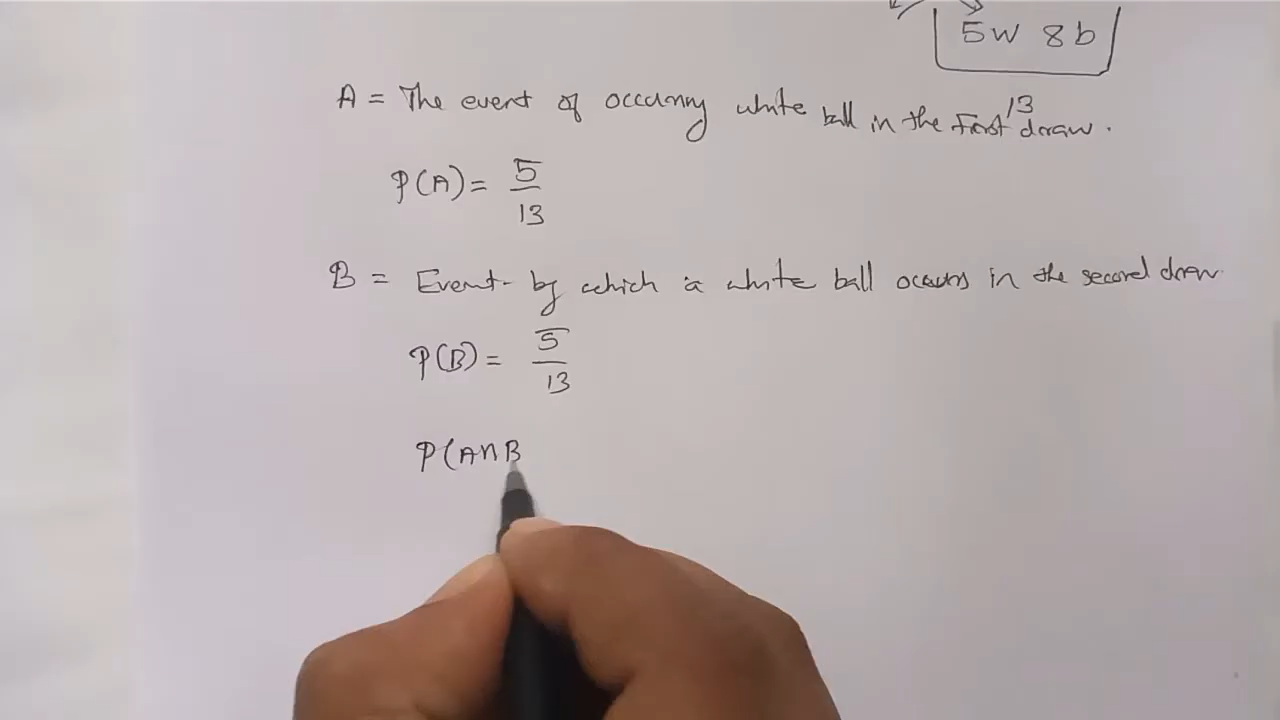 5w 8b
13
A = The event of occurring white ball in the First draw.
P(A) = 5/13
B = Event by which a white ball occurs in the second draw
P(B) = 5/13
P(A∩B